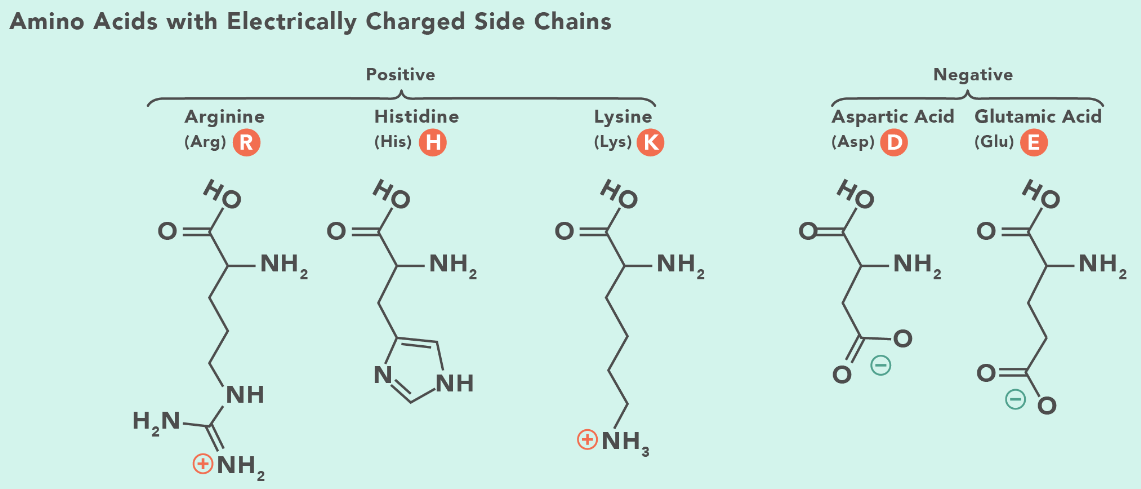 Amino Acids with Electrically Charged Side Chains
Positive
Negative
Arginine
(Arg) R
Histidine
(His) H
Lysine
(Lys) K
Aspartic Acid
(Asp) D
Glutamic Acid
(Glu) E
HO
O
NH₂
NH
H₂N
⊕ NH₂
HO
O
NH₂
N
NH
HO
O
NH₂
⊕ NH₃
HO
O
NH₂
O
O
⊖
HO
O
NH₂
O
⊖
O